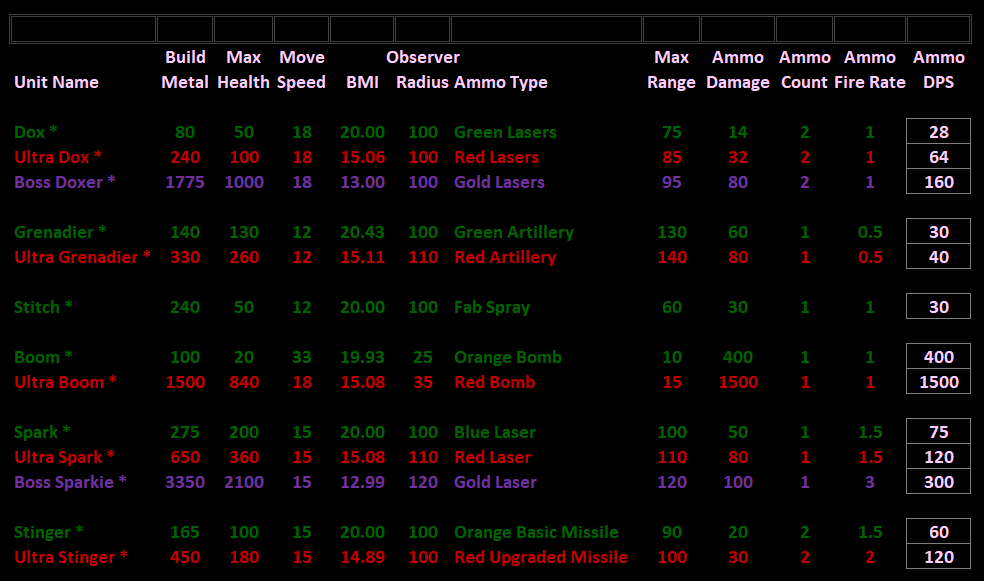 Build Max Move Observer Max Ammo Ammo Ammo Ammo
Unit Name Metal Health Speed BMI Radius Ammo Type Range Damage Count Fire Rate DPS
Dox * 80 50 18 20.00 100 Green Lasers 75 14 2 1 28
Ultra Dox * 240 100 18 15.06 100 Red Lasers 85 32 2 1 64
Boss Doxer * 1775 1000 18 13.00 100 Gold Lasers 95 80 2 1 160
Grenadier * 140 130 12 20.43 100 Green Artillery 130 60 1 0.5 30
Ultra Grenadier * 330 260 12 15.11 110 Red Artillery 140 80 1 0.5 40
Stitch * 240 50 12 20.00 100 Fab Spray 60 30 1 1 30
Boom * 100 20 33 19.93 25 Orange Bomb 10 400 1 1 400
Ultra Boom * 1500 840 18 15.08 35 Red Bomb 15 1500 1 1 1500
Spark * 275 200 15 20.00 100 Blue Laser 100 50 1 1.5 75
Ultra Spark * 650 360 15 15.08 110 Red Laser 110 80 1 1.5 120
Boss Sparkie * 3350 2100 15 12.99 120 Gold Laser 120 100 1 3 300
Stinger * 165 100 15 20.00 100 Orange Basic Missile 90 20 2 1.5 60
Ultra Stinger * 450 180 15 14.89 100 Red Upgraded Missile 100 30 2 2 120